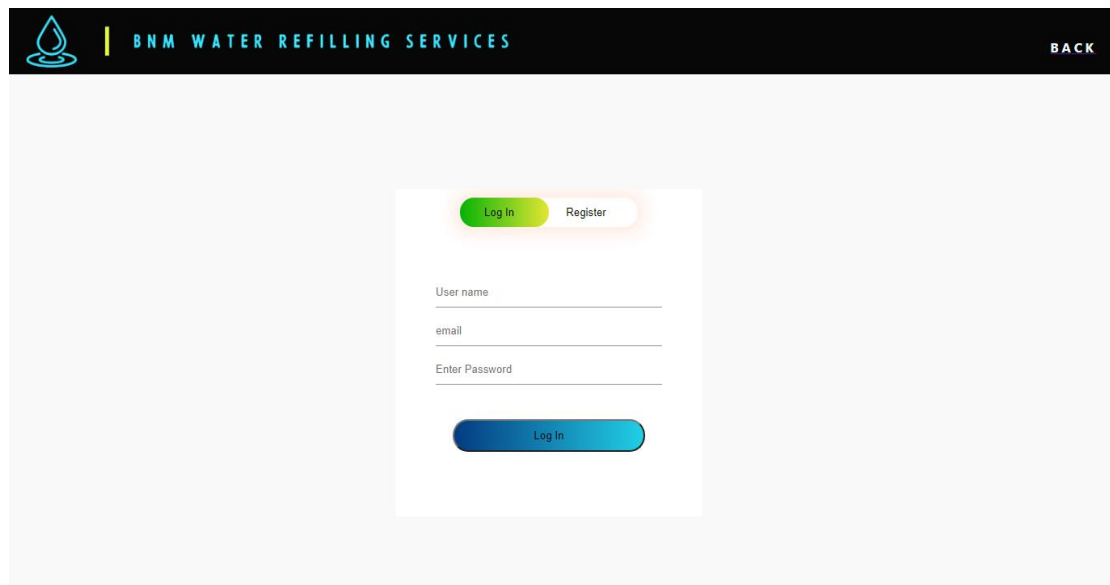 BNM WATER REFILLING SERVICES
BACK
Log In
Register
User name
email
Enter Password
Log In